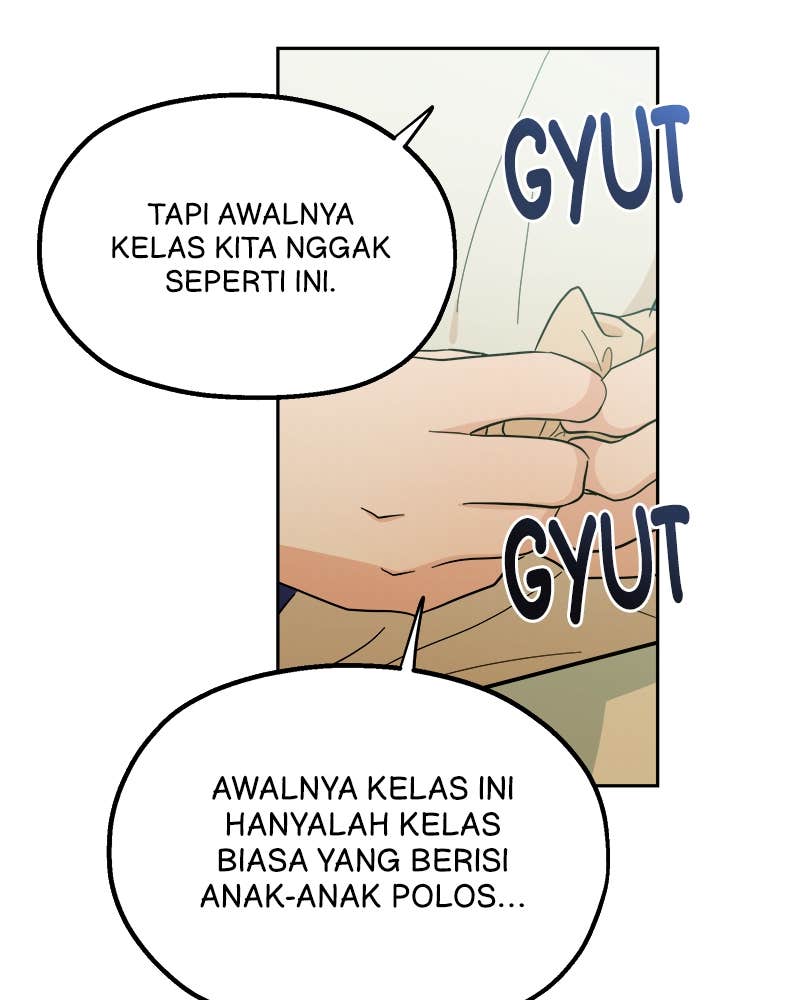 TAPI AWALNYA
KELAS KITA NGGAK
SEPERTI INI.
GYUT
GYUT
AWALNYA KELAS INI
HANYALAH KELAS
BIASA YANG BERISI
ANAK-ANAK POLOS...